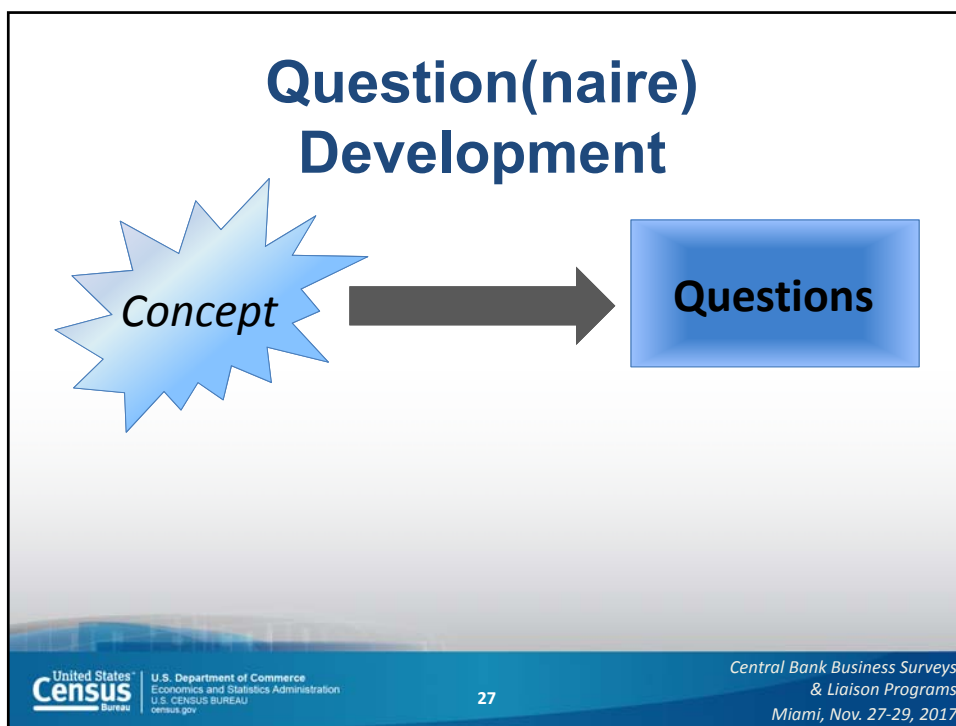 Question(naire)
Development
Concept
Questions
United States™
Census
Bureau
U.S. Department of Commerce
Economics and Statistics Administration
U.S. CENSUS BUREAU
census.gov
27
Central Bank Business Surveys
& Liaison Programs
Miami, Nov. 27-29, 2017